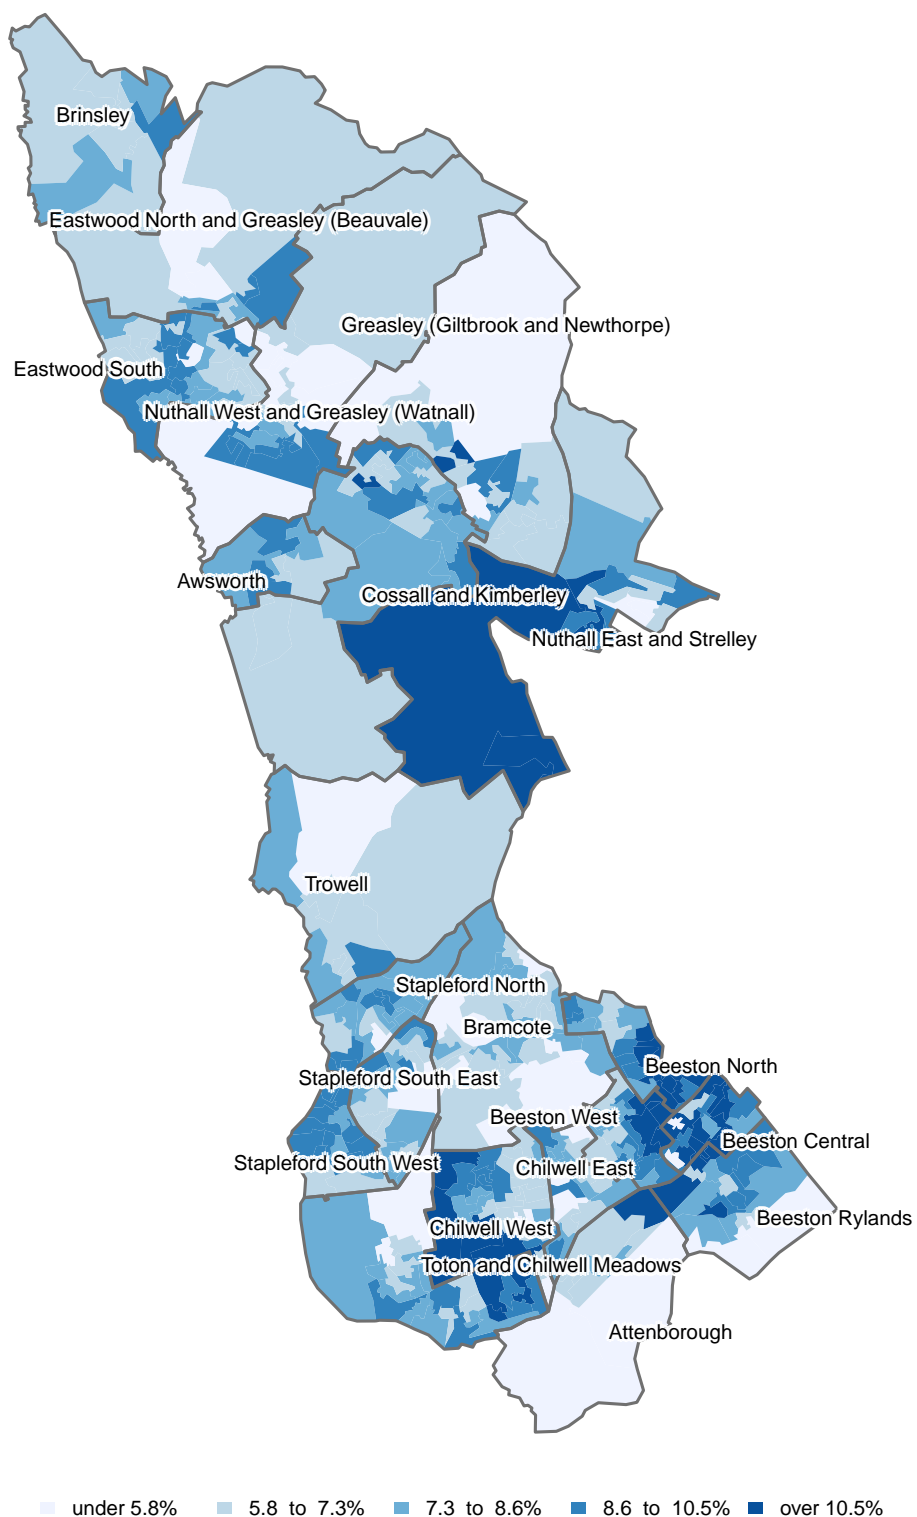 Brinsley
Eastwood North and Greasley (Beauvale)
Greasley (Giltbrook and Newthorpe)
Eastwood South
Nuthall West and Greasley (Watnall)
Awsworth
Cossall and Kimberley
Nuthall East and Strelley
Trowell
Stapleford North
Bramcote
Beeston North
Stapleford South East
Beeston West
Beeston Central
Stapleford South West
Chilwell East
Beeston Rylands
Chilwell West
Toton and Chilwell Meadows
Attenborough
under 5.8% 5.8 to 7.3% 7.3 to 8.6% 8.6 to 10.5% over 10.5%